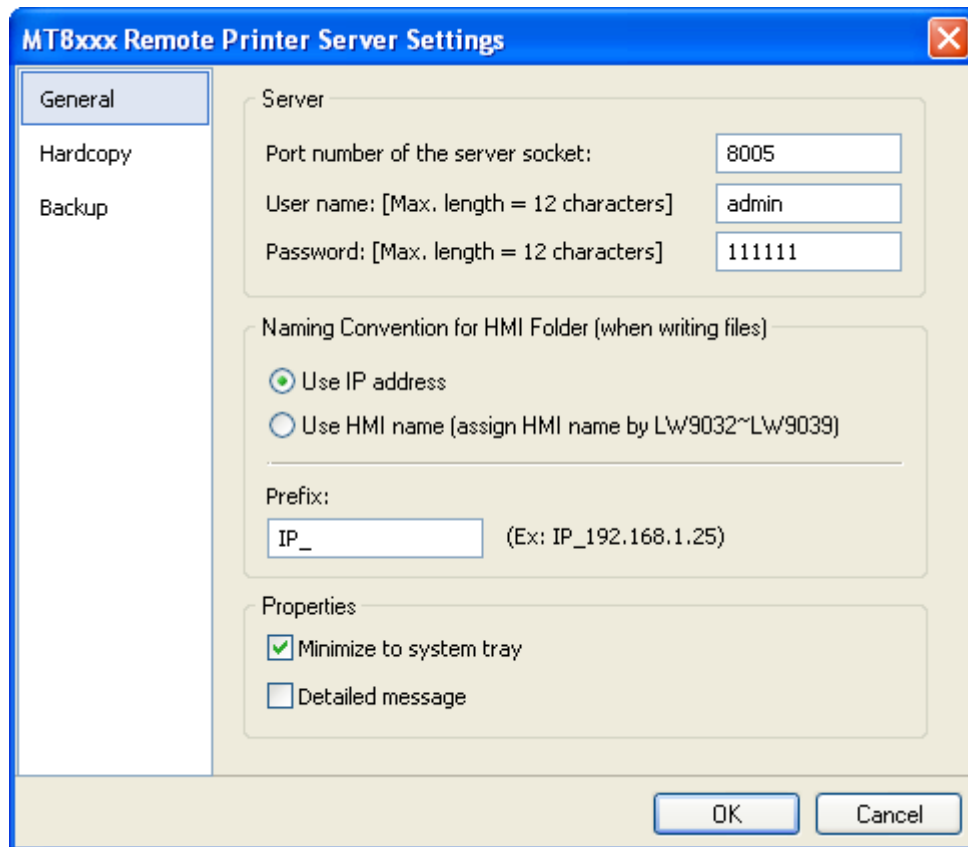 MT8xxx Remote Printer Server Settings
General
Hardcopy
Backup
Server
Port number of the server socket: 8005
User name: [Max. length = 12 characters] admin
Password: [Max. length = 12 characters] 111111
Naming Convention for HMI Folder (when writing files)
Use IP address
Use HMI name (assign HMI name by LW9032~LW9039)
Prefix:
IP_ (Ex: IP_192.168.1.25)
Properties
Minimize to system tray
Detailed message
OK Cancel